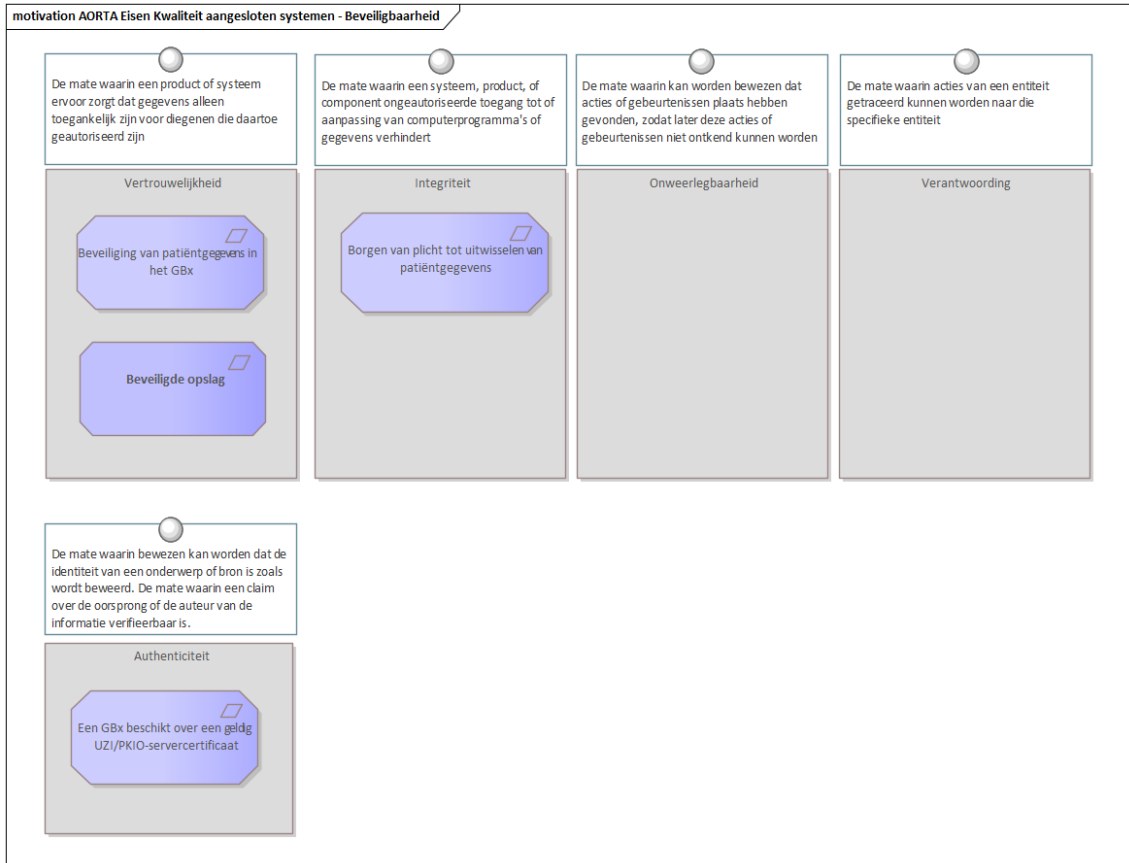 motivation AORTA Eisen Kwaliteit aangesloten systemen - Beveiligbaarheid
De mate waarin een product of systeem
ervoor zorgt dat gegevens alleen
toegankelijk zijn voor diegenen die daartoe
geautoriseerd zijn
Vertrouwelijkheid
Beveiliging van patiëntgegevens in
het GBx
Beveiligde opslag
De mate waarin een systeem, product, of
component ongeautoriseerde toegang tot of
aanpassing van computerprogramma's of
gegevens verhindert
Integriteit
Borgen van plicht tot uitwisselen van
patiëntgegevens
De mate waarin kan worden bewezen dat
acties of gebeurtenissen plaats hebben
gevonden, zodat later deze acties of
gebeurtenissen niet ontkend kunnen worden
Onweerlegbaarheid
De mate waarin acties van een entiteit
getraceerd kunnen worden naar die
specifieke entiteit
Verantwoording
De mate waarin bewezen kan worden dat de
identiteit van een onderwerp of bron is zoals
wordt beweerd. De mate waarin een claim
over de oorsprong of de auteur van de
informatie verifieerbaar is.
Authenticiteit
Een GBx beschikt over een geldig
UZI/PKIO-servercertificaat